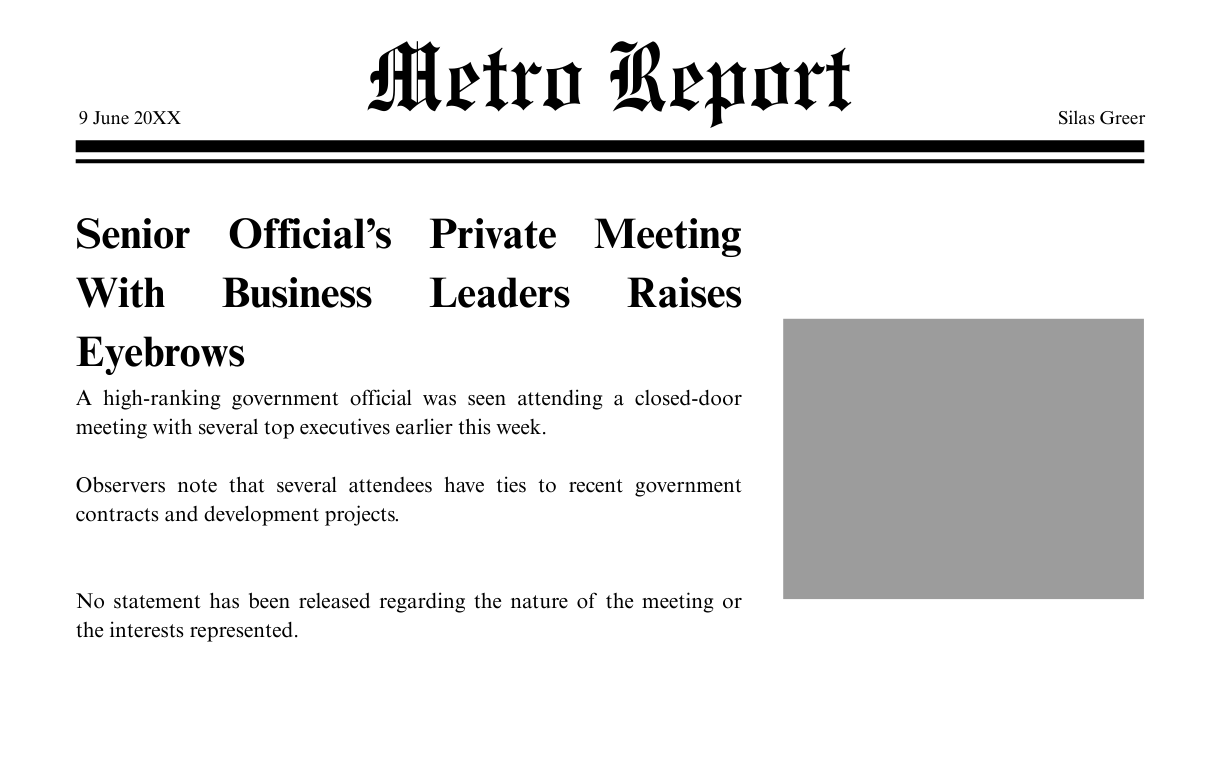 Metro Report
9 June 20XX
Silas Greer
Senior Official’s Private Meeting
With Business Leaders Raises
Eyebrows
A high-ranking government official was seen attending a closed-door
meeting with several top executives earlier this week.
Observers note that several attendees have ties to recent government
contracts and development projects.
No statement has been released regarding the nature of the meeting or
the interests represented.